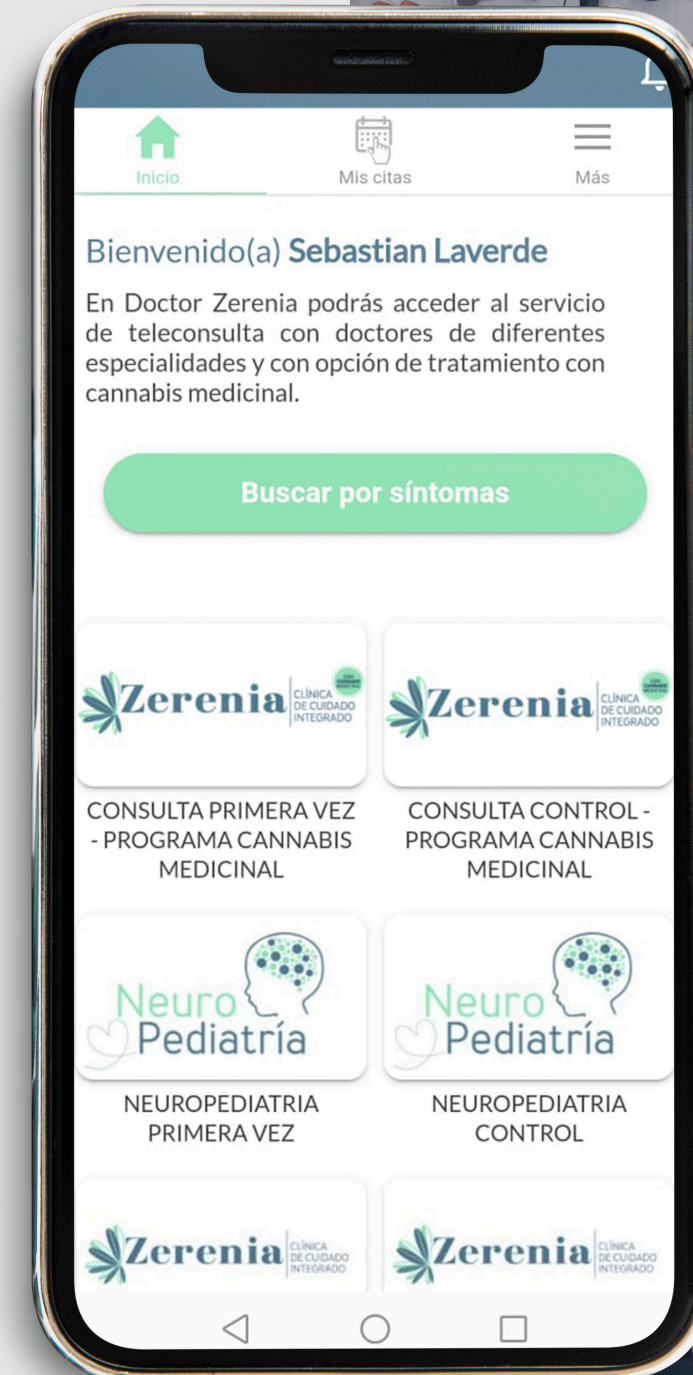 Inicio
Mis citas
Más
Bienvenido(a) Sebastian Laverde
En Doctor Zerenia podrás acceder al servicio
de teleconsulta con doctores de diferentes
especialidades y con opción de tratamiento con
cannabis medicinal.
Buscar por síntomas
Zerenia
CLÍNICA
DE CUIDADO
INTEGRADO
Zerenia
CLÍNICA
DE CUIDADO
INTEGRADO
CONSULTA PRIMERA VEZ
- PROGRAMA CANNABIS
MEDICINAL
CONSULTA CONTROL -
PROGRAMA CANNABIS
MEDICINAL
Neuro
Pediatría
Neuro
Pediatría
NEUROPEDIATRIA
PRIMERA VEZ
NEUROPEDIATRIA
CONTROL
Zerenia
CLÍNICA
DE CUIDADO
INTEGRADO
Zerenia
CLÍNICA
DE CUIDADO
INTEGRADO